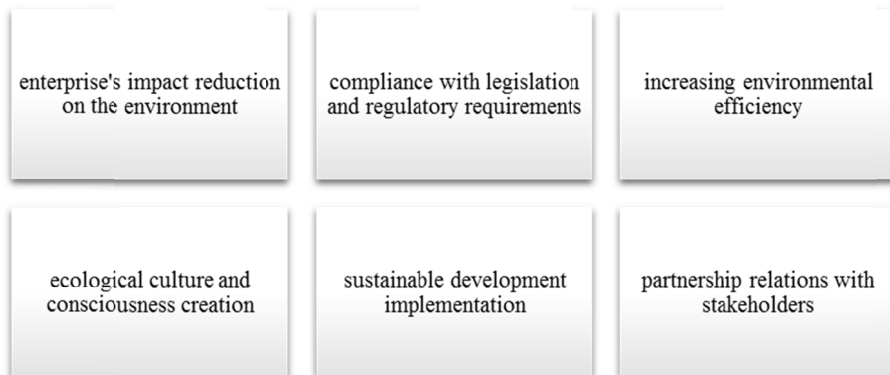 enterprise's impact reduction
on the environment
compliance with legislation
and regulatory requirements
increasing environmental
efficiency
ecological culture and
consciousness creation
sustainable development
implementation
partnership relations with
stakeholders